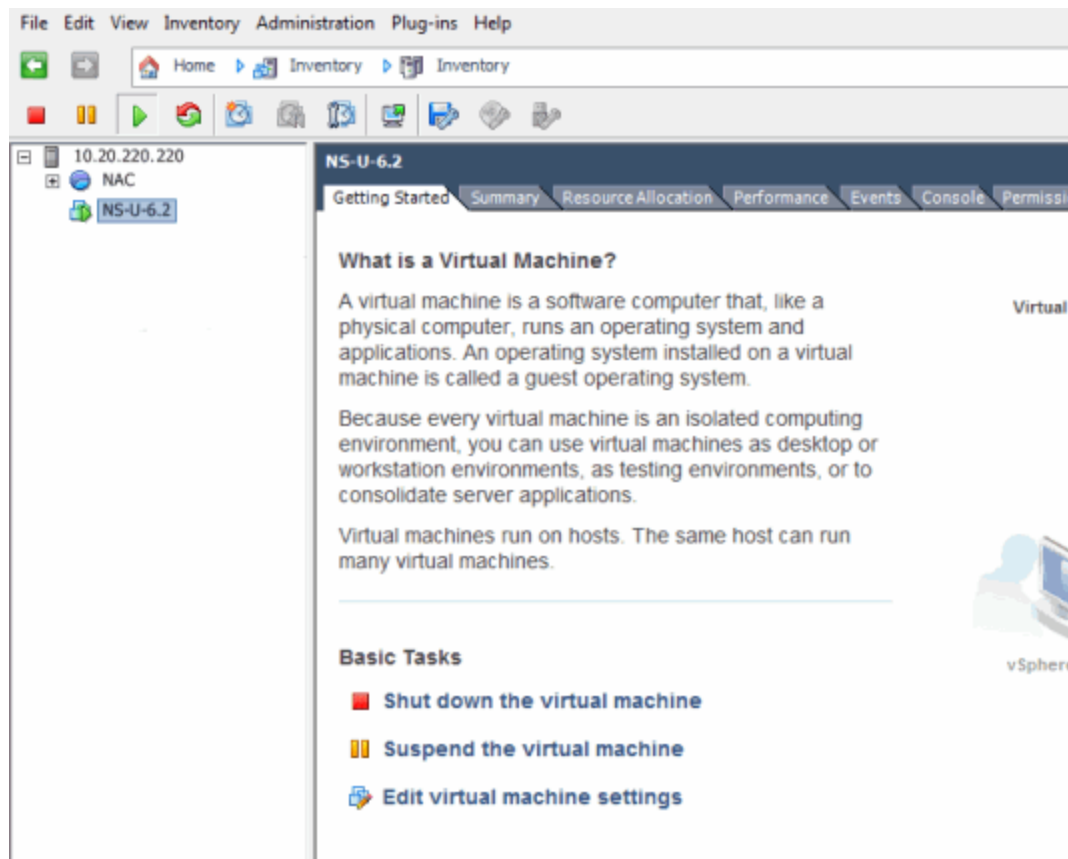 File Edit View Inventory Administration Plug-ins Help
Home Inventory Inventory
10.20.220.220
NAC
NS-U-6.2
NS-U-6.2
Getting Started Summary Resource Allocation Performance Events Console Permissi
What is a Virtual Machine?
A virtual machine is a software computer that, like a
physical computer, runs an operating system and
applications. An operating system installed on a virtual
machine is called a guest operating system.
Because every virtual machine is an isolated computing
environment, you can use virtual machines as desktop or
workstation environments, as testing environments, or to
consolidate server applications.
Virtual machines run on hosts. The same host can run
many virtual machines.
Virtual
vSphere
Basic Tasks
Shut down the virtual machine
Suspend the virtual machine
Edit virtual machine settings